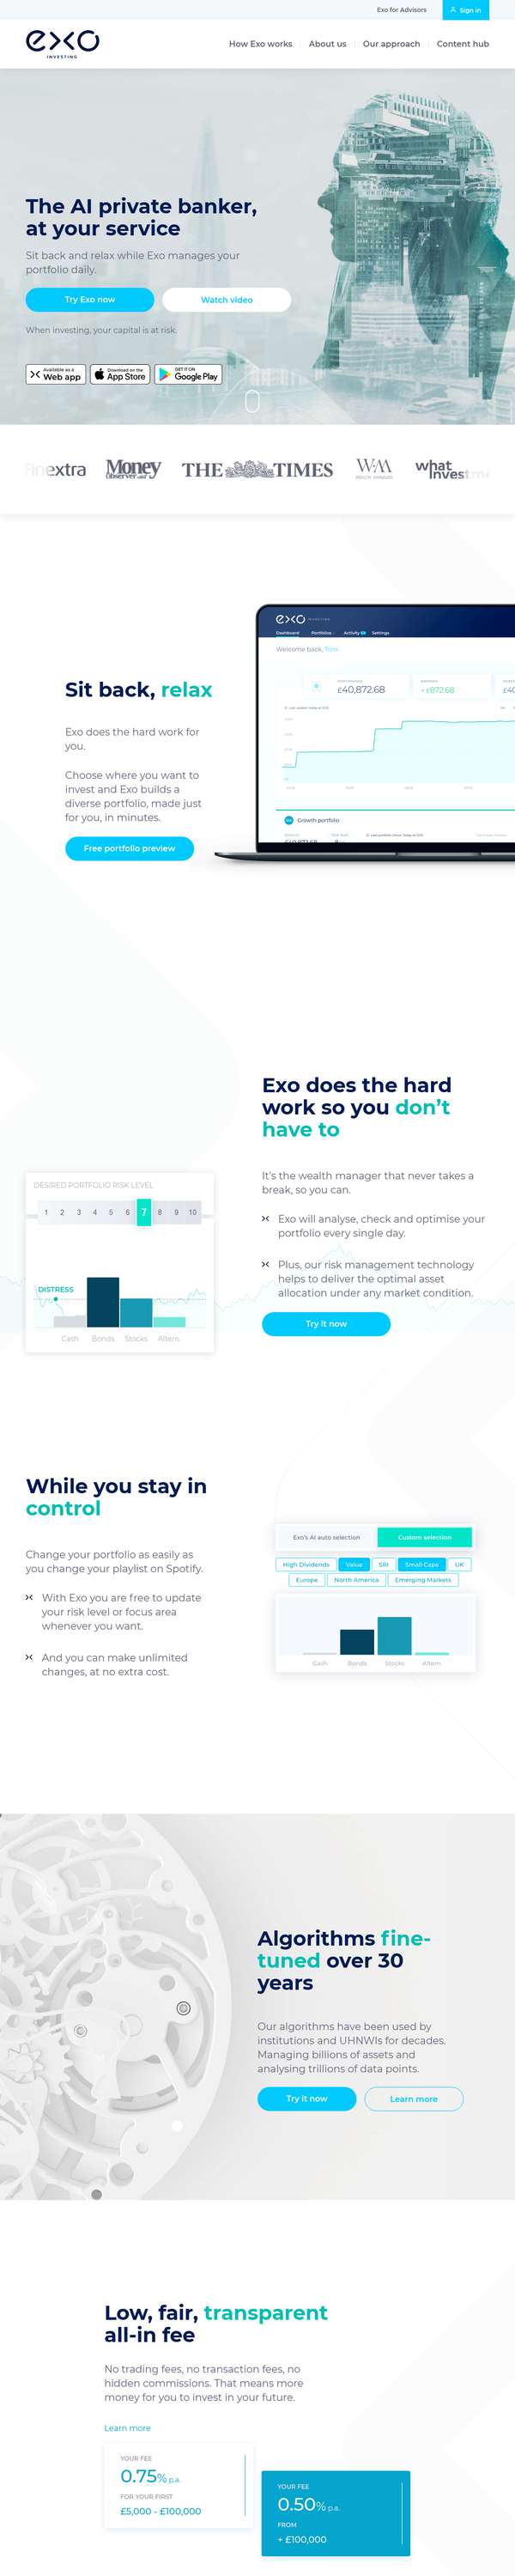 Exo for Advisors
Sign in
exo
INVESTING
How Exo works
About us
Our approach
Content hub
The AI private banker,
at your service
Sit back and relax while Exo manages your
portfolio daily.
Try Exo now
Watch video
When investing, your capital is at risk.
Available as a
Web app
Download on the
App Store
GET IT ON
Google Play
Finextra
Money
Observer
THE TIMES
WM
what
Investme
exo
INVESTING
Dashboard
Portfolios
Activity
Settings
Welcome back, Tom
£40,872.68
+ £872.68
£40
Growth portfolio
Sit back, relax
Exo does the hard work for
you.
Choose where you want to
invest and Exo builds a
diverse portfolio, made just
for you, in minutes.
Free portfolio preview
Exo does the hard
work so you don't
have to
It's the wealth manager that never takes a
break, so you can.
Exo will analyse, check and optimise your
portfolio every single day.
Plus, our risk management technology
helps to deliver the optimal asset
allocation under any market condition.
Try it now
DESIRED PORTFOLIO RISK LEVEL
1 2 3 4 5 6 7 8 9 10
DISTRESS
Cash Bonds Stocks Altern.
While you stay in
control
Change your portfolio as easily as
you change your playlist on Spotify.
With Exo you are free to update
your risk level or focus area
whenever you want.
And you can make unlimited
changes, at no extra cost.
Exo's AI auto selection
Custom selection
High Dividends
Value
SRI
Small Caps
UK
Europe
North America
Emerging Markets
Cash Bonds Stocks Altern.
Algorithms fine-
tuned over 30
years
Our algorithms have been used by
institutions and UHNWIs for decades.
Managing billions of assets and
analysing trillions of data points.
Try it now
Learn more
Low, fair, transparent
all-in fee
No trading fees, no transaction fees, no
hidden commissions. That means more
money for you to invest in your future.
Learn more
YOUR FEE
0.75% p.a.
FOR YOUR FIRST
£5,000 - £100,000
YOUR FEE
0.50% p.a.
FROM
+ £100,000